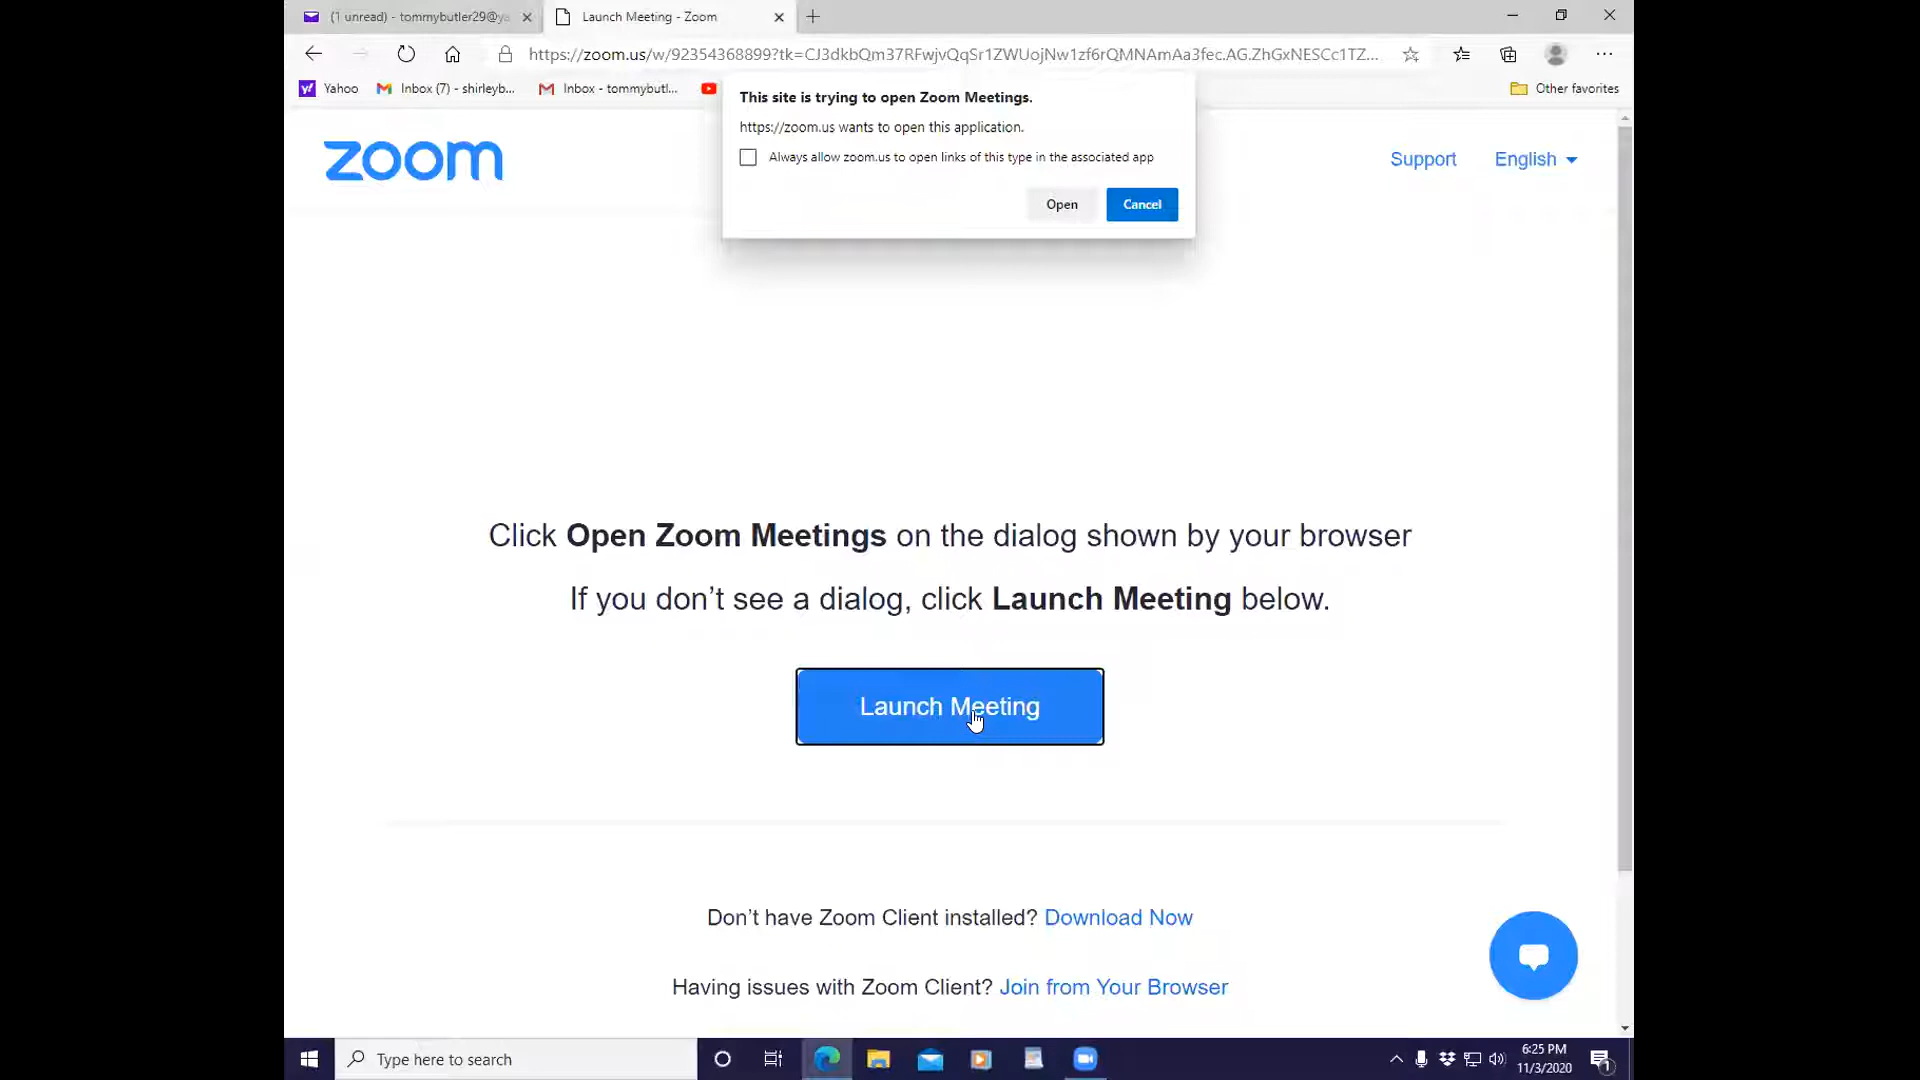 (1 unread) - tommybutler29@ya
Launch Meeting - Zoom
https://zoom.us/w/92354368899?tk=CJ3dkbQm37RFwjvQqSr1ZWUojNw1zf6rQMNAmAa3fec.AG.ZhGxNESCc1TZ...
Yahoo
Inbox (7) - shirleyb...
Inbox - tommybutl...
Other favorites
This site is trying to open Zoom Meetings.
https://zoom.us wants to open this application.
Always allow zoom.us to open links of this type in the associated app
Open
Cancel
zoom
Support
English
Click Open Zoom Meetings on the dialog shown by your browser
If you don’t see a dialog, click Launch Meeting below.
Launch Meeting
Don’t have Zoom Client installed? Download Now
Having issues with Zoom Client? Join from Your Browser
Type here to search
6:25 PM
11/3/2020
1